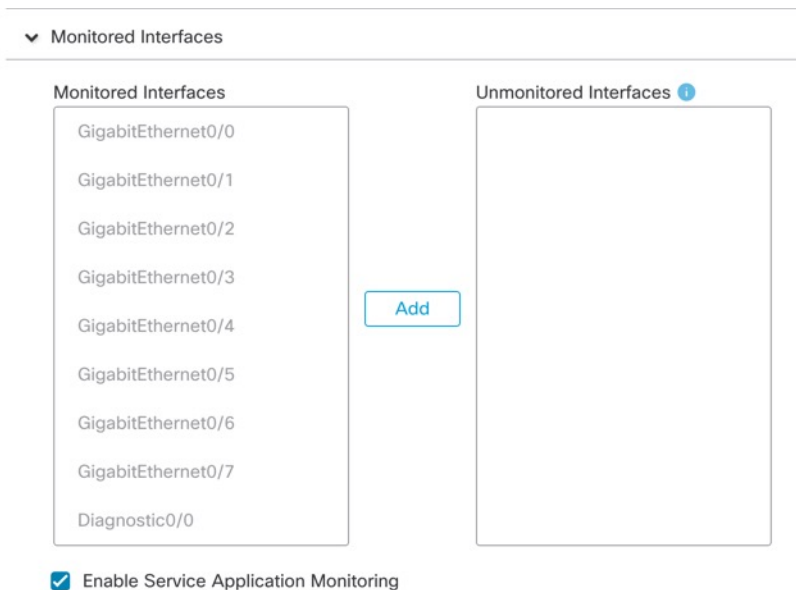 Monitored Interfaces
Monitored Interfaces
Unmonitored Interfaces
GigabitEthernet0/0
GigabitEthernet0/1
GigabitEthernet0/2
GigabitEthernet0/3
GigabitEthernet0/4
GigabitEthernet0/5
GigabitEthernet0/6
GigabitEthernet0/7
Diagnostic0/0
Add
Enable Service Application Monitoring